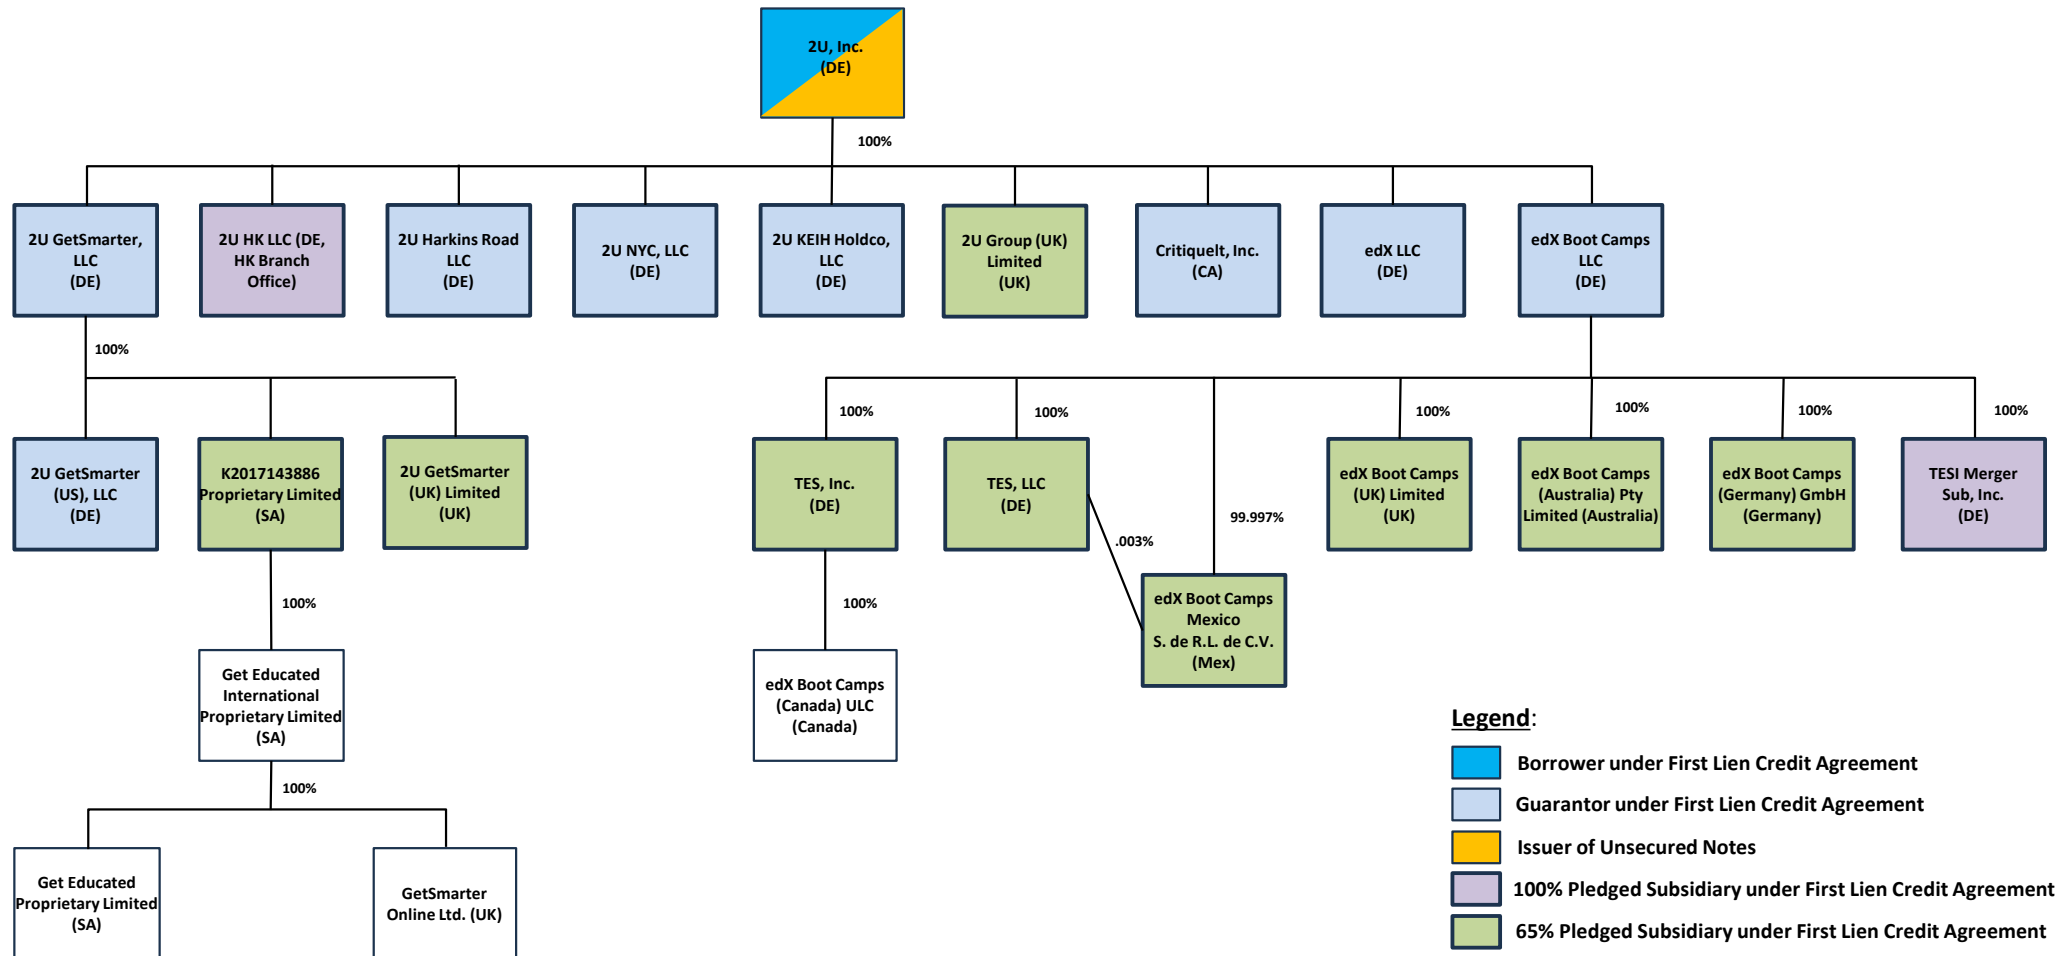 2U, Inc.
(DE)
100%
2U GetSmarter,
LLC
(DE)
2U HK LLC (DE,
HK Branch
Office)
2U Harkins Road
LLC
(DE)
2U NYC, LLC
(DE)
2U KEIH Holdco,
LLC
(DE)
2U Group (UK)
Limited
(UK)
CritiqueIt, Inc.
(CA)
edX LLC
(DE)
edX Boot Camps
LLC
(DE)
100%
2U GetSmarter
(US), LLC
(DE)
K2017143886
Proprietary Limited
(SA)
2U GetSmarter
(UK) Limited
(UK)
100%
TES, Inc.
(DE)
100%
TES, LLC
(DE)
.003%
99.997%
edX Boot Camps
Mexico
S. de R.L. de C.V.
(Mex)
100%
edX Boot Camps
(UK) Limited
(UK)
100%
edX Boot Camps
(Australia) Pty
Limited (Australia)
100%
edX Boot Camps
(Germany) GmbH
(Germany)
100%
TESI Merger
Sub, Inc.
(DE)
100%
Get Educated
International
Proprietary Limited
(SA)
100%
edX Boot Camps
(Canada) ULC
(Canada)
100%
Get Educated
Proprietary Limited
(SA)
GetSmarter
Online Ltd. (UK)
Legend:
Borrower under First Lien Credit Agreement
Guarantor under First Lien Credit Agreement
Issuer of Unsecured Notes
100% Pledged Subsidiary under First Lien Credit Agreement
65% Pledged Subsidiary under First Lien Credit Agreement